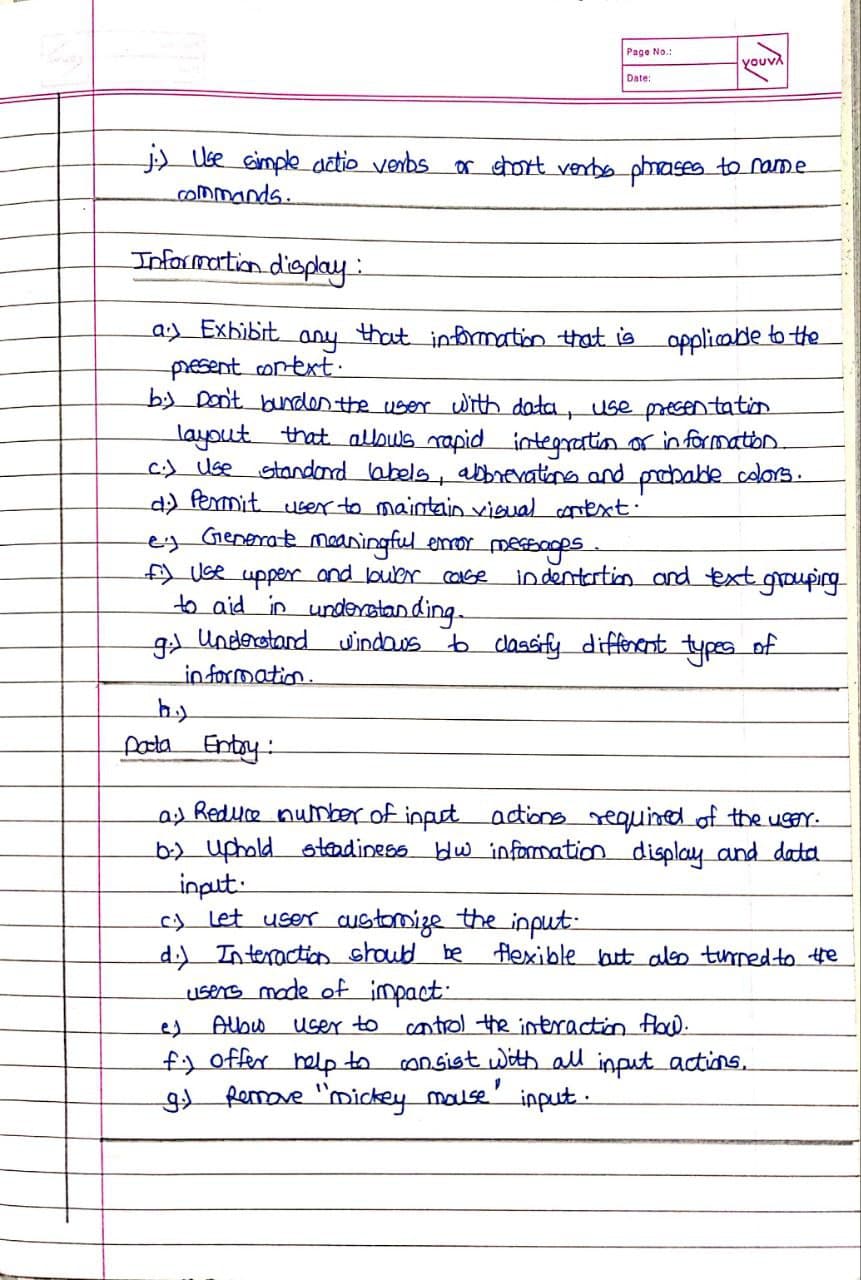 Page No.:
Date:
YOUVA
j.) Use simple actio verbs or short verbs phrases to name
commands.
Information display :
a.) Exhibit any that information that is applicable to the
present context.
b.) Don't burden the user with data, use presentation
layout that allows rapid integration or information.
c.) Use standard labels, abbrevations and probable colors.
d.) Permit user to maintain visual context.
e.) Generate meaningful error messages.
f.) Use upper and lower case indentation and text grouping
to aid in understanding.
g.) Understand windows to classify different types of
information.
h.)
Data Entry :
a.) Reduce number of input actions required of the user.
b.) Uphold steadiness b/w information display and data
input.
c.) Let user customize the input.
d.) Interaction should be flexible but also turned to the
users mode of impact.
e) Allow user to control the interaction flow.
f.) Offer help to consist with all input actions.
g.) Remove "mickey mouse" input.